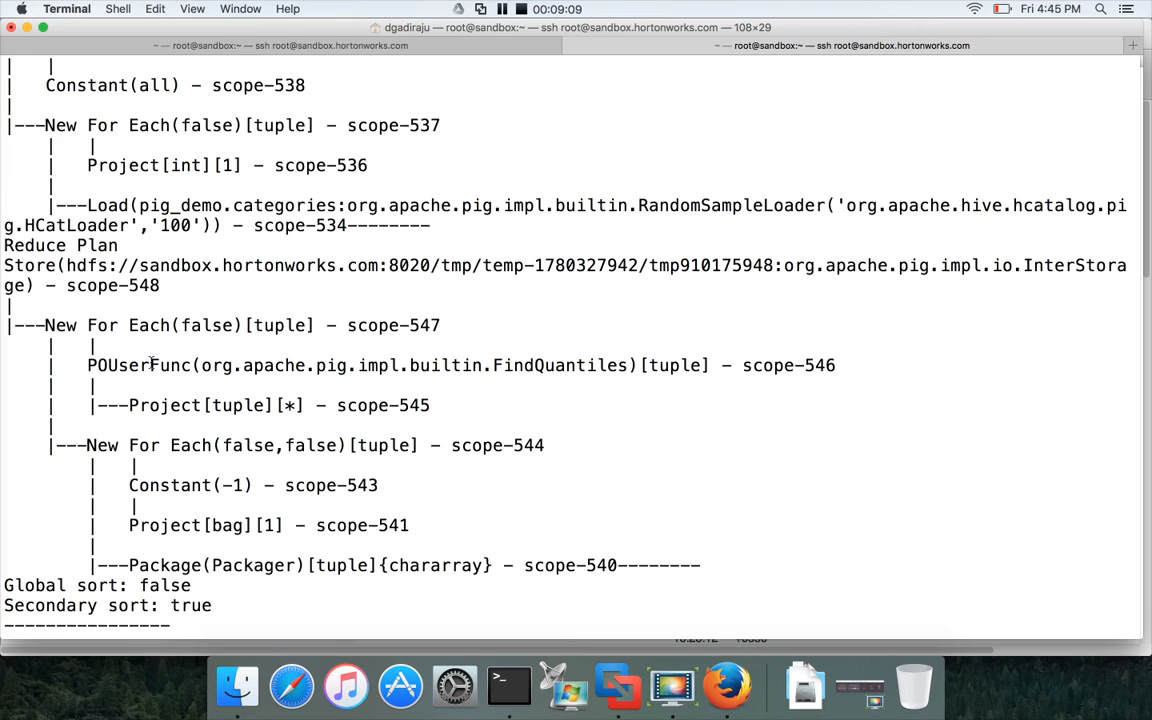 Terminal Shell Edit View Window Help 00:09:09 Fri 4:45 PM
dgadiraju — root@sandbox:~ — ssh root@sandbox.hortonworks.com — 108×29
~ — root@sandbox:~ — ssh root@sandbox.hortonworks.com ~ — root@sandbox:~ — ssh root@sandbox.hortonworks.com +
|   |
|   Constant(all) - scope-538
|
|---New For Each(false)[tuple] - scope-537
    |   |
    |   Project[int][1] - scope-536
    |
    |---Load(pig_demo.categories:org.apache.pig.impl.builtin.RandomSampleLoader('org.apache.hive.hcatalog.pi
g.HCatLoader','100')) - scope-534--------
Reduce Plan
Store(hdfs://sandbox.hortonworks.com:8020/tmp/temp-1780327942/tmp910175948:org.apache.pig.impl.io.InterStora
ge) - scope-548
|
|---New For Each(false)[tuple] - scope-547
    |   |
    |   POUserFunc(org.apache.pig.impl.builtin.FindQuantiles)[tuple] - scope-546
    |   |
    |   |---Project[tuple][*] - scope-545
    |
    |---New For Each(false,false)[tuple] - scope-544
        |   |
        |   Constant(-1) - scope-543
        |   |
        |   Project[bag][1] - scope-541
        |
        |---Package(Packager)[tuple]{chararray} - scope-540--------
Global sort: false
Secondary sort: true
----------------